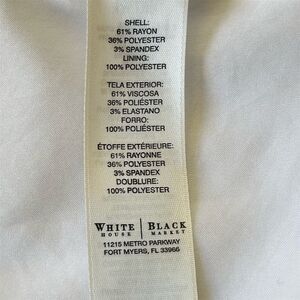 SHELL:
61% RAYON
36% POLYESTER
3% SPANDEX
LINING:
100% POLYESTER
TELA EXTERIOR:
61% VISCOSA
36% POLIÉSTER
3% ELASTANO
FORRO:
100% POLIÉSTER
ÉTOFFE EXTÉRIEURE:
61% RAYONNE
36% POLYESTER
3% SPANDEX
DOUBLURE:
100% POLYESTER
WHITE | BLACK
HOUSE | MARKET
11215 METRO PARKWAY
FORT MYERS, FL 33966